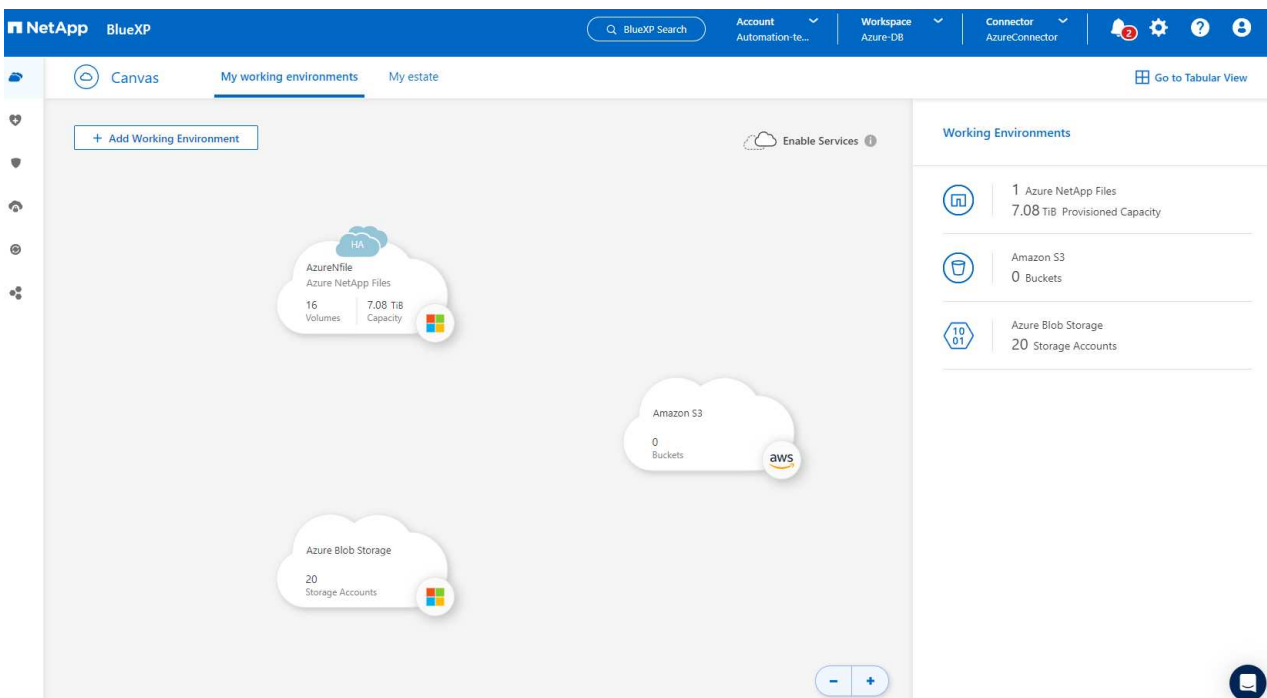 NetApp BlueXP
BlueXP Search
Account
Automation-te...
Workspace
Azure-DB
Connector
AzureConnector
2
Canvas
My working environments
My estate
Go to Tabular View
+ Add Working Environment
Enable Services
HA
AzureNfile
Azure NetApp Files
16
Volumes
7.08 TiB
Capacity
Amazon S3
0
Buckets
aws
Azure Blob Storage
20
Storage Accounts
- +
Working Environments
1 Azure NetApp Files
7.08 TiB Provisioned Capacity
Amazon S3
0 Buckets
10
01
Azure Blob Storage
20 Storage Accounts